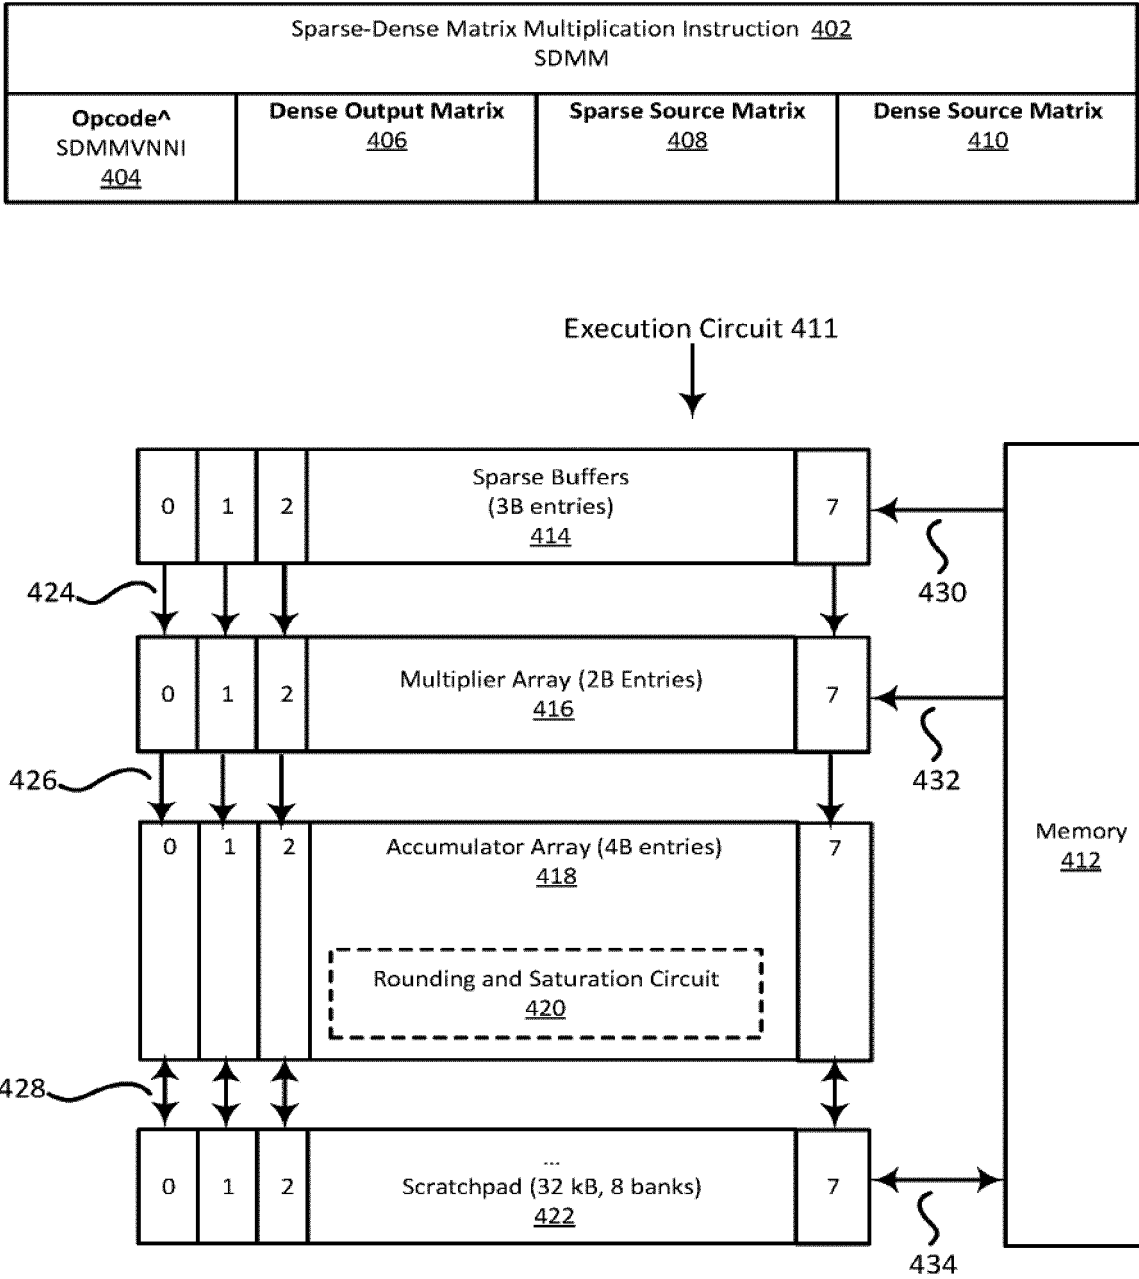 Sparse-Dense Matrix Multiplication Instruction 402
SDMM
Opcode^
SDMMVNNI
404
Dense Output Matrix
406
Sparse Source Matrix
408
Dense Source Matrix
410
Execution Circuit 411
0 1 2 7
Sparse Buffers
(3B entries)
414
424
430
0 1 2 7
Multiplier Array (2B Entries)
416
426
432
0 1 2 7
Accumulator Array (4B entries)
418
Memory
412
Rounding and Saturation Circuit
420
428
0 1 2 7
...
Scratchpad (32 kB, 8 banks)
422
434